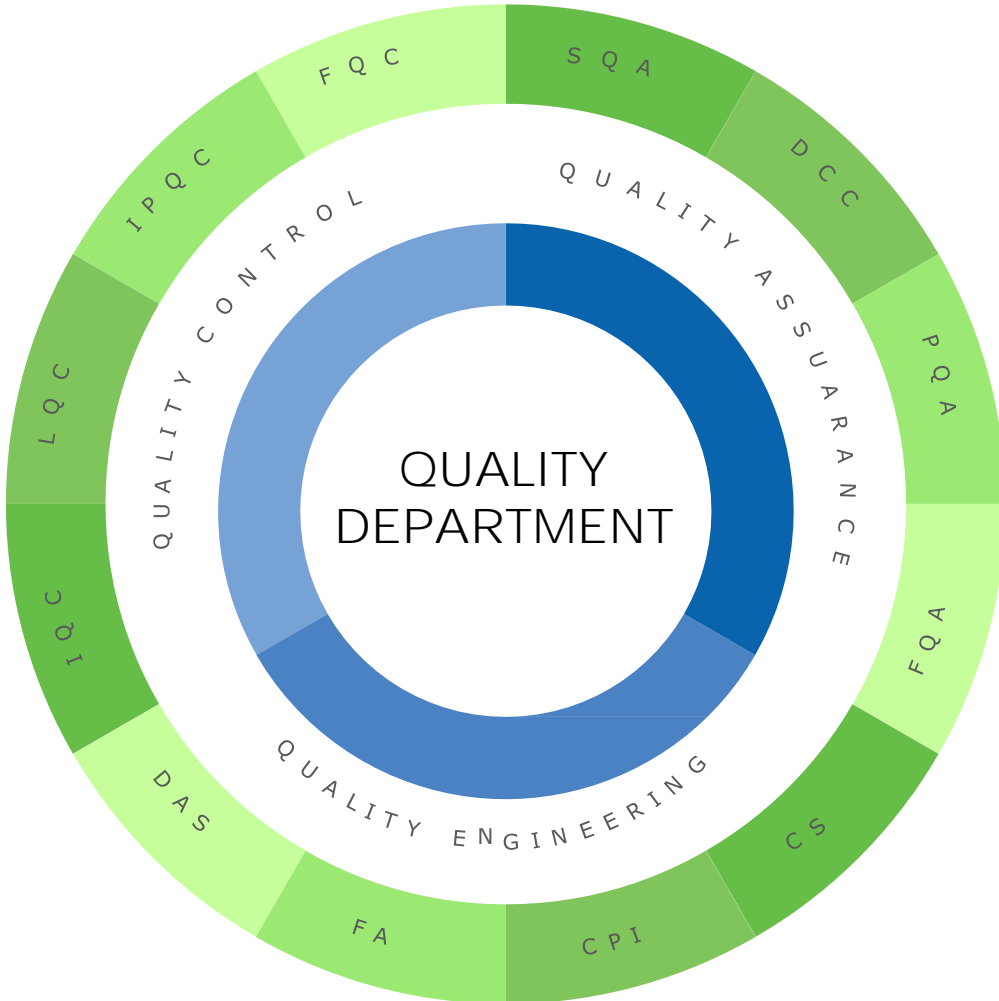 QUALITY
DEPARTMENT
QUALITY ASSUARANCE
SQA
DCC
PQA
FQA
QUALITY ENGINEERING
CS
CPI
FA
DAS
QUALITY CONTROL
IQC
LQC
IPQC
FQC